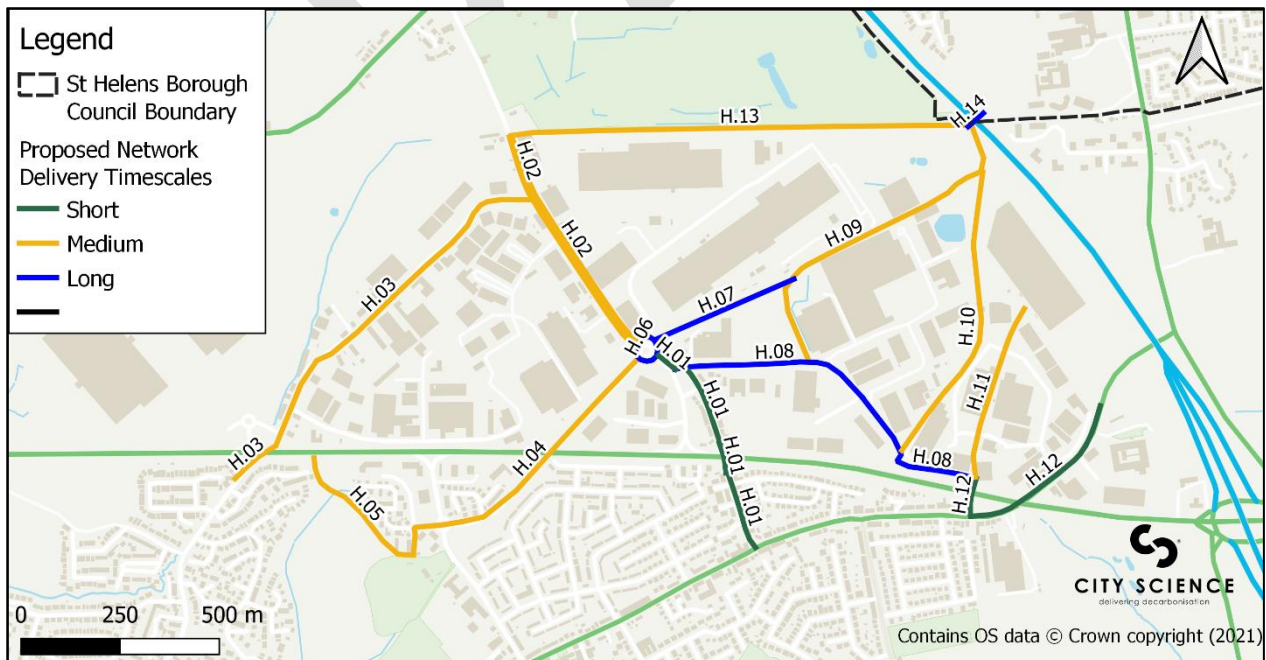 Legend
St Helens Borough
Council Boundary
Proposed Network
Delivery Timescales
Short
Medium
Long
H.14
H.13
H.02
H.02
H.09
H.03
H.07
H.06
H.10
H.01
H.08
H.11
H.01
H.03
H.04
H.01
H.08
H.12
H.12
H.05
H.01
CITY SCIENCE
delivering decarbonisation
0 250 500 m
Contains OS data © Crown copyright (2021)